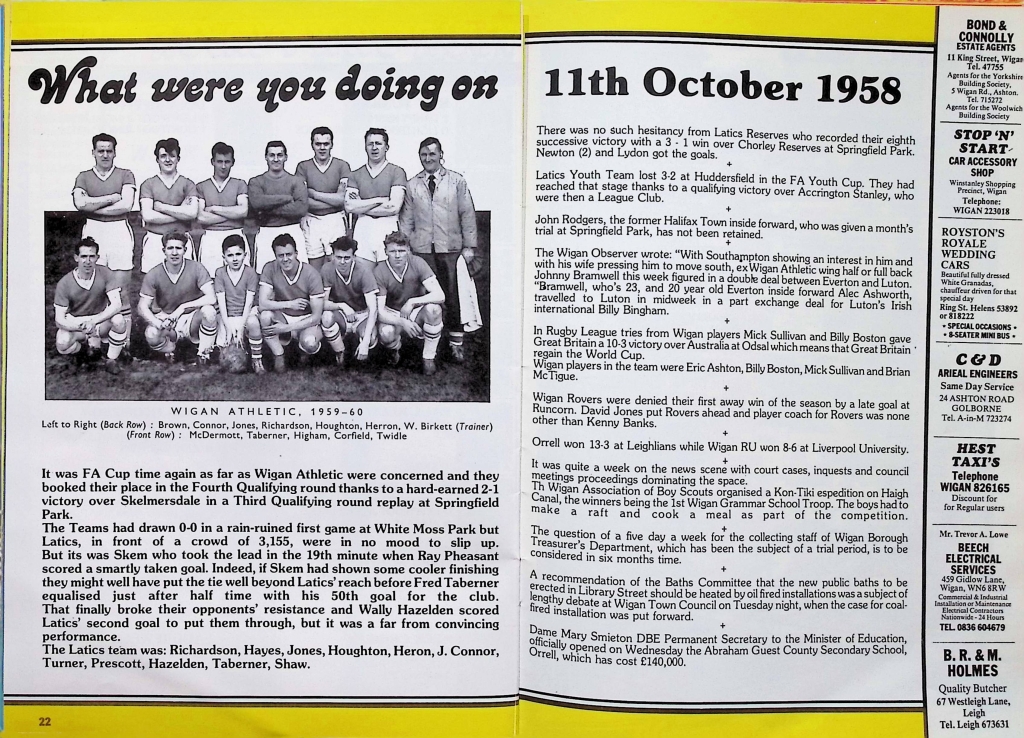 What were you doing on
WIGAN ATHLETIC, 1959-60
Left to Right (Back Row) : Brown, Connor, Jones, Richardson, Houghton, Herron, W. Birkett (Trainer)
(Front Row) : McDermott, Taberner, Higham, Corfield, Twidle
It was FA Cup time again as far as Wigan Athletic were concerned and they
booked their place in the Fourth Qualifying round thanks to a hard-earned 2-1
victory over Skelmersdale in a Third Qualifying round replay at Springfield
Park.
The Teams had drawn 0-0 in a rain-ruined first game at White Moss Park but
Latics, in front of a crowd of 3,155, were in no mood to slip up.
But its was Skem who took the lead in the 19th minute when Ray Pheasant
scored a smartly taken goal. Indeed, if Skem had shown some cooler finishing
they might well have put the tie well beyond Latics' reach before Fred Taberner
equalised just after half time with his 50th goal for the club.
That finally broke their opponents' resistance and Wally Hazelden scored
Latics' second goal to put them through, but it was a far from convincing
performance.
The Latics team was: Richardson, Hayes, Jones, Houghton, Heron, J. Connor,
Turner, Prescott, Hazelden, Taberner, Shaw.
22
11th October 1958
There was no such hesitancy from Latics Reserves who recorded their eighth
successive victory with a 3 - 1 win over Chorley Reserves at Springfield Park.
Newton (2) and Lydon got the goals.
+
Latics Youth Team lost 3-2 at Huddersfield in the FA Youth Cup. They had
reached that stage thanks to a qualifying victory over Accrington Stanley, who
were then a League Club.
+
John Rodgers, the former Halifax Town inside forward, who was given a month's
trial at Springfield Park, has not been retained.
+
The Wigan Observer wrote: "With Southampton showing an interest in him and
with his wife pressing him to move south, ex Wigan Athletic wing half or full back
Johnny Bramwell this week figured in a double deal between Everton and Luton.
"Bramwell, who's 23, and 20 year old Everton inside forward Alec Ashworth,
travelled to Luton in midweek in a part exchange deal for Luton's Irish
international Billy Bingham.
+
In Rugby League tries from Wigan players Mick Sullivan and Billy Boston gave
Great Britain a 10-3 victory over Australia at Odsal which means that Great Britain
regain the World Cup.
Wigan players in the team were Eric Ashton, Billy Boston, Mick Sullivan and Brian
McTigue.
+
Wigan Rovers were denied their first away win of the season by a late goal at
Runcorn. David Jones put Rovers ahead and player coach for Rovers was none
other than Kenny Banks.
+
Orrell won 13-3 at Leighlians while Wigan RU won 8-6 at Liverpool University.
+
It was quite a week on the news scene with court cases, inquests and council
meetings proceedings dominating the space.
Th Wigan Association of Boy Scouts organised a Kon-Tiki espedition on Haigh
Canal, the winners being the 1st Wigan Grammar School Troop. The boys had to
make a raft and cook a meal as part of the competition.
+
The question of a five day a week for the collecting staff of Wigan Borough
Treasurer's Department, which has been the subject of a trial period, is to be
considered in six months time.
+
A recommendation of the Baths Committee that the new public baths to be
erected in Library Street should be heated by oil fired installations was a subject of
lengthy debate at Wigan Town Council on Tuesday night, when the case for coal-
fired installation was put forward.
+
Dame Mary Smieton DBE Permanent Secretary to the Minister of Education,
officially opened on Wednesday the Abraham Guest County Secondary School,
Orrell, which has cost £140,000.
BOND &
CONNOLLY
ESTATE AGENTS
11 King Street, Wigan
Tel. 47755
Agents for the Yorkshire
Building Society,
5 Wigan Rd., Ashton.
Tel. 715272
Agents for the Woolwich
Building Society
STOP 'N'
START
CAR ACCESSORY
SHOP
Winstanley Shopping
Precinct, Wigan
Telephone:
WIGAN 223018
ROYSTON'S
ROYALE
WEDDING
CARS
Beautiful fully dressed
White Granadas,
chauffeur driven for that
special day
Ring St. Helens 53892
or 818222
• SPECIAL OCCASIONS •
• 8-SEATER MINI BUS •
C & D
ARIEAL ENGINEERS
Same Day Service
24 ASHTON ROAD
GOLBORNE
Tel. A-in-M 723274
HEST
TAXI'S
Telephone
WIGAN 826165
Discount for
for Regular users
Mr. Trevor A. Lowe
BEECH
ELECTRICAL
SERVICES
459 Gidlow Lane,
Wigan, WN6 8RW
Commercial & Industrial
Installation or Maintenance
Electrical Contractors
Nationwide - 24 Hours
TEL. 0836 604679
B. R. & M.
HOLMES
Quality Butcher
67 Westleigh Lane,
Leigh
Tel. Leigh 673631